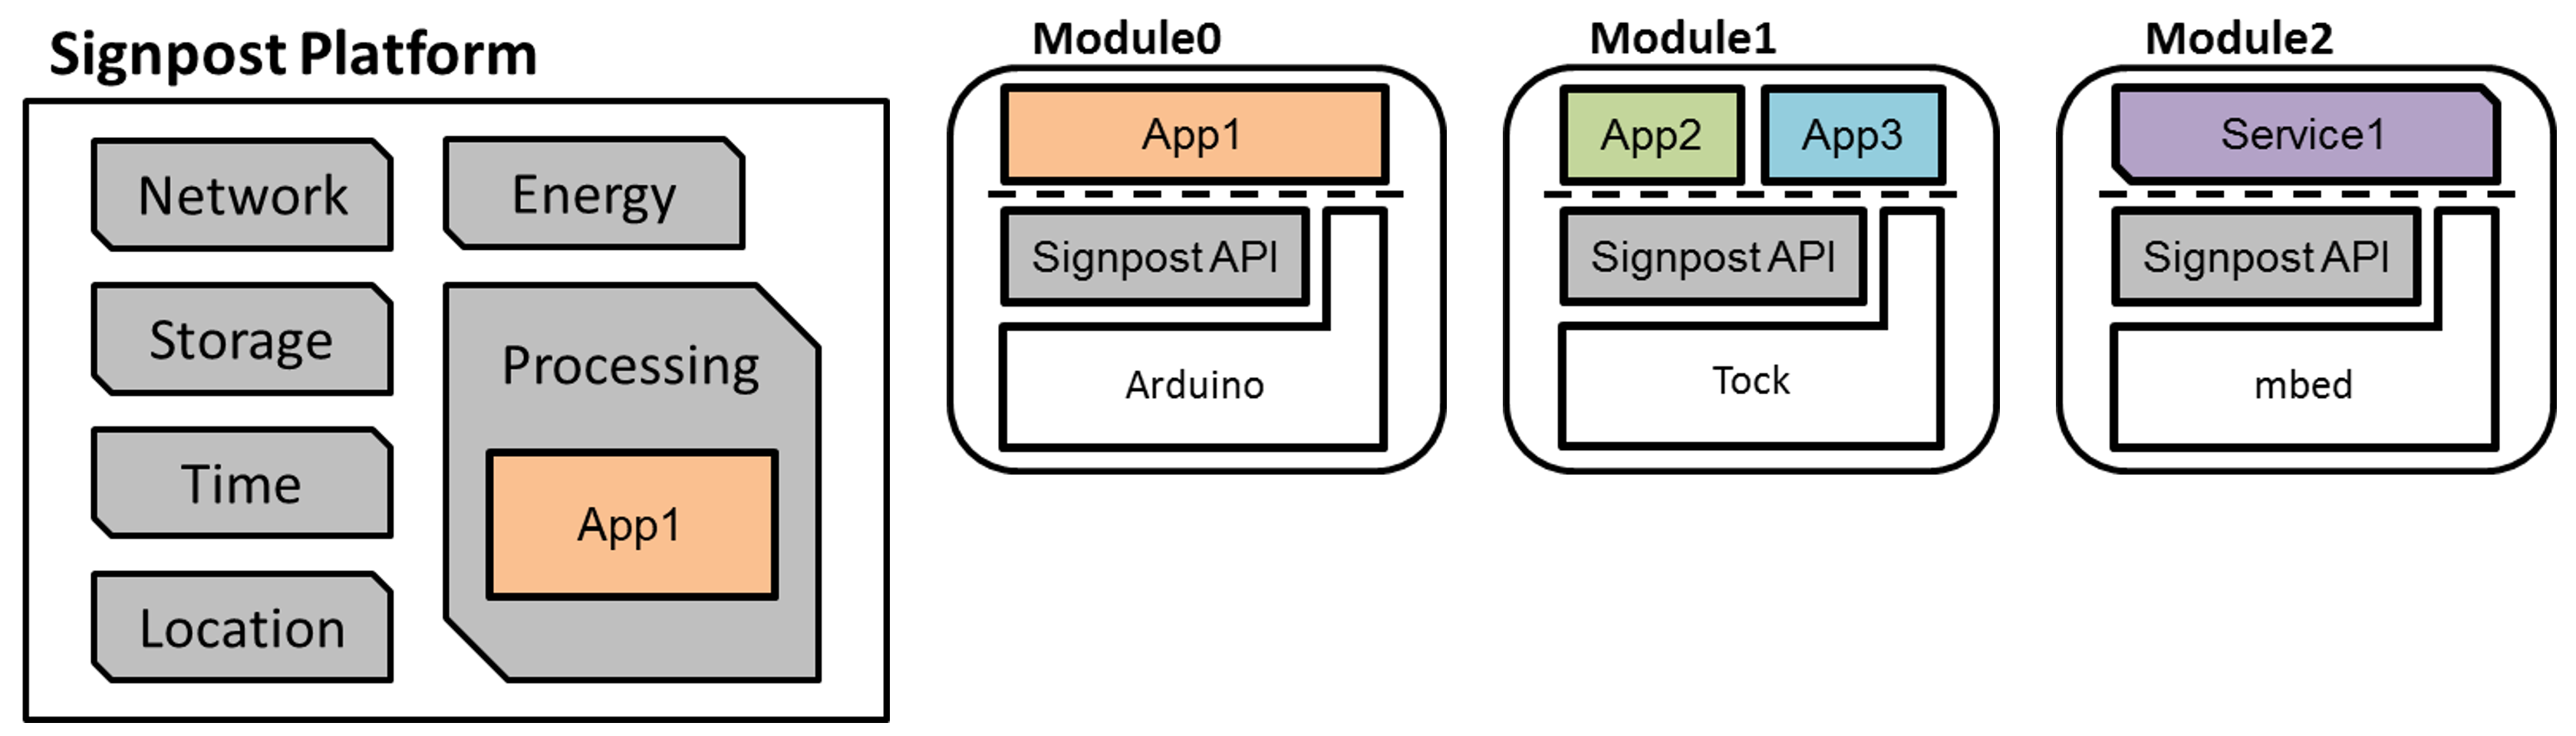 Signpost Platform
Network
Energy
Storage
Processing
Time
App1
Location
Module0
App1
Signpost API
Arduino
Module1
App2
App3
Signpost API
Tock
Module2
Service1
Signpost API
mbed